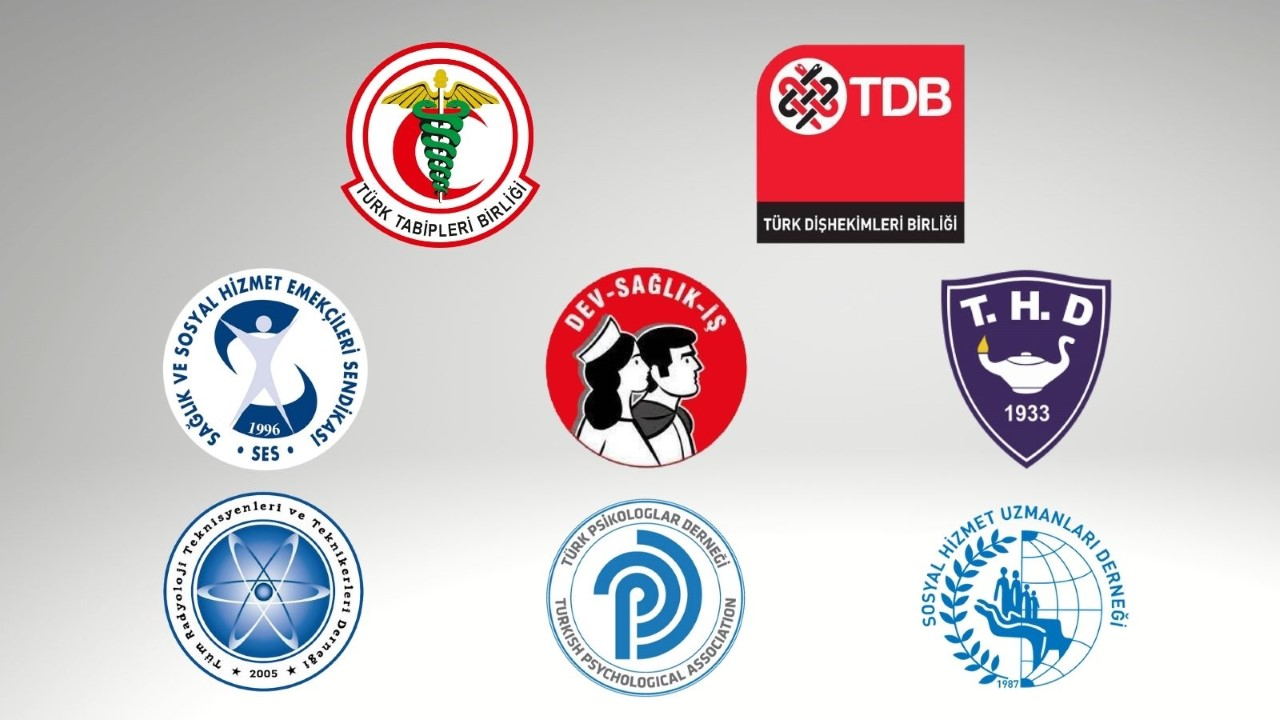 TÜRK TABİPLERİ BİRLİĞİ
TDB
TÜRK DİŞHEKİMLERİ BİRLİĞİ
SAĞLIK VE SOSYAL HİZMET EMEKÇİLERİ SENDİKASI
1996
• SES •
DEV-SAĞLIK-İŞ
T. H. D
1933
Tüm Radyoloji Teknisyenleri ve Teknikerleri Derneği
★ 2005 ★
TÜRK PSİKOLOGLAR DERNEĞİ
TURKISH PSYCHOLOGICAL ASSOCIATION
SOSYAL HİZMET UZMANLARI DERNEĞİ
1987